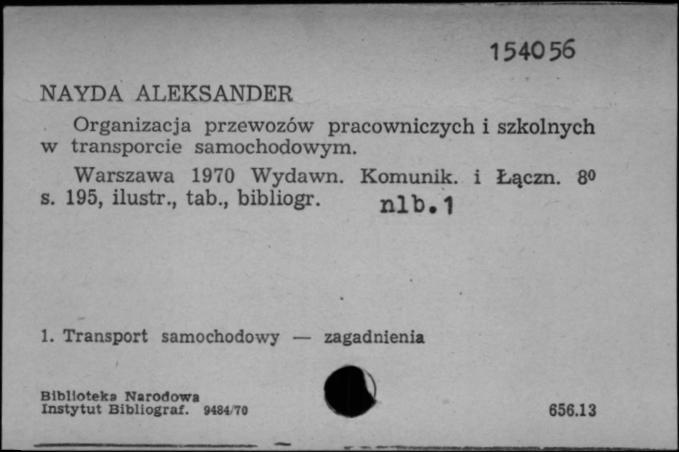 154056
NAYDA ALEKSANDER
Organizacja przewozów pracowniczych i szkolnych
w transporcie samochodowym.
Warszawa 1970 Wydawn. Komunik. i Łączn. 8⁰
s. 195, ilustr., tab., bibliogr. nlb.1
1. Transport samochodowy — zagadnienia
Biblioteka Narodowa
Instytut Bibliograf. 9484/70
656.13